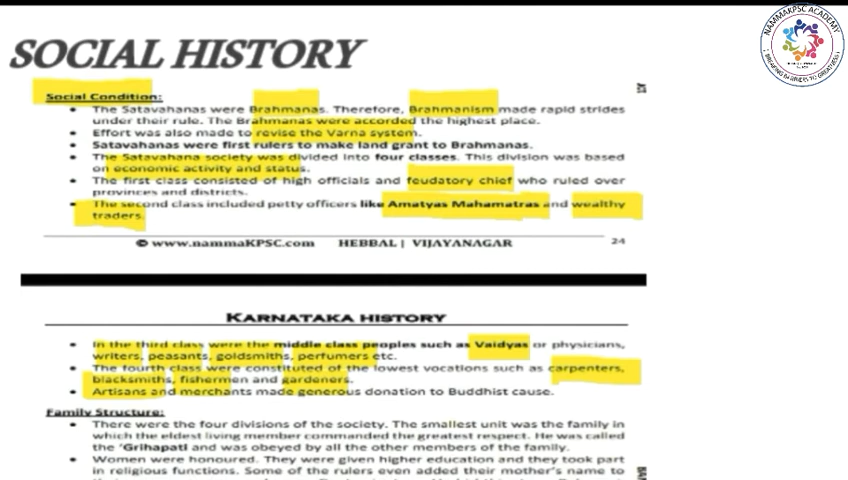 NAMMAKPSC ACADEMY
SOCIAL HISTORY
Social Condition:
• The Satavahanas were Brahmanas. Therefore, Brahmanism made rapid strides
under their rule. The Brahmanas were accorded the highest place.
• Effort was also made to revise the Varna system.
• Satavahanas were first rulers to make land grant to Brahmanas.
• The Satavahana society was divided into four classes. This division was based
on economic activity and status.
• The first class consisted of high officials and feudatory chief who ruled over
provinces and districts.
• The second class included petty officers like Amatyas Mahamatras and wealthy
traders.
© www.nammaKPSC.com HEBBAL | VIJAYANAGAR 24
KARNATAKA HISTORY
• In the third class were the middle class peoples such as Vaidyas or physicians,
writers, peasants, goldsmiths, perfumers etc.
• The fourth class were constituted of the lowest vocations such as carpenters,
blacksmiths, fishermen and gardeners.
• Artisans and merchants made generous donation to Buddhist cause.
Family Structure:
• There were the four divisions of the society. The smallest unit was the family in
which the eldest living member commanded the greatest respect. He was called
the 'Grihapati and was obeyed by all the other members of the family.
• Women were honoured. They were given higher education and they took part
in religious functions. Some of the rulers even added their mother's name to